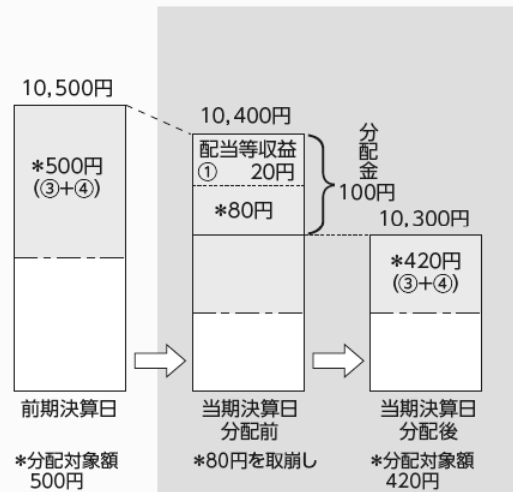 10,500円
*500円
(③+④)
前期決算日
*分配対象額
500円
10,400円
配当等収益
① 20円
*80円
分配金
100円
当期決算日
分配前
*80円を取崩し
10,300円
*420円
(③+④)
当期決算日
分配後
*分配対象額
420円